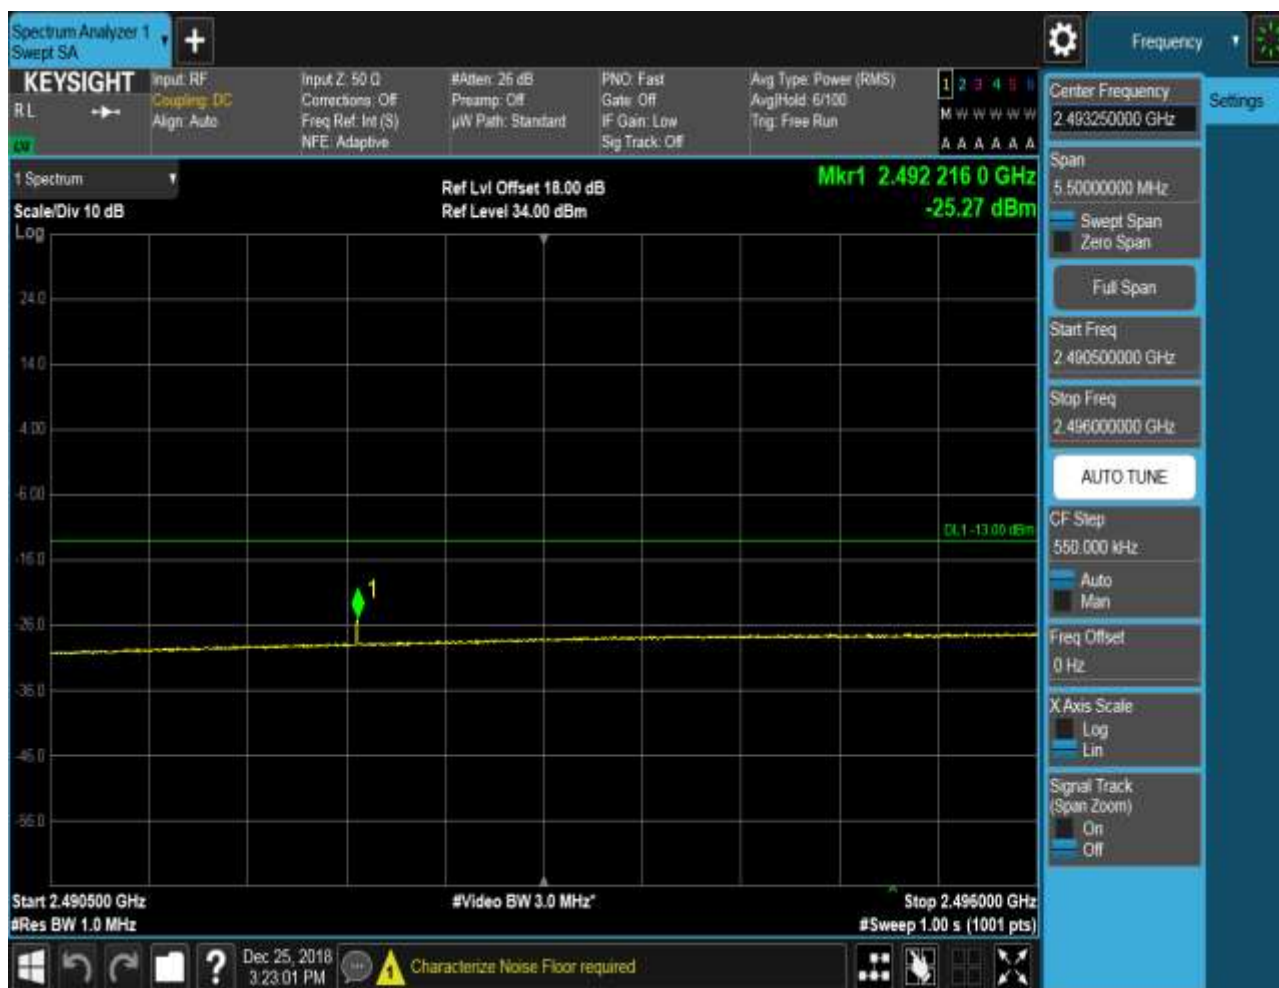 Spectrum Analyzer 1
Swept SA
+
Frequency
KEYSIGHT
RL
Input: RF
Coupling: DC
Align: Auto
Input Z: 50 Ω
Corrections: Off
Freq Ref: Int (S)
NFE: Adaptive
#Atten: 26 dB
Preamp: Off
µW Path: Standard
PNO: Fast
Gate: Off
IF Gain: Low
Sig Track: Off
Avg Type: Power (RMS)
Avg|Hold: 6/100
Trig: Free Run
1 2 3 4 5 6
M W W W W W
A A A A A A
1 Spectrum
Scale/Div 10 dB
Log
Ref Lvl Offset 18.00 dB
Ref Level 34.00 dBm
Mkr1 2.492 216 0 GHz
-25.27 dBm
24.0
14.0
4.00
-6.00
DL1 -13.00 dBm
-16.0
1
-26.0
-36.0
-46.0
-56.0
Start 2.490500 GHz
#Res BW 1.0 MHz
#Video BW 3.0 MHz*
Stop 2.496000 GHz
#Sweep 1.00 s (1001 pts)
Center Frequency
2.493250000 GHz
Settings
Span
5.50000000 MHz
Swept Span
Zero Span
Full Span
Start Freq
2.490500000 GHz
Stop Freq
2.496000000 GHz
AUTO TUNE
CF Step
550.000 kHz
Auto
Man
Freq Offset
0 Hz
X Axis Scale
Log
Lin
Signal Track
(Span Zoom)
On
Off
?
Dec 25, 2018
3:23:01 PM
1
Characterize Noise Floor required